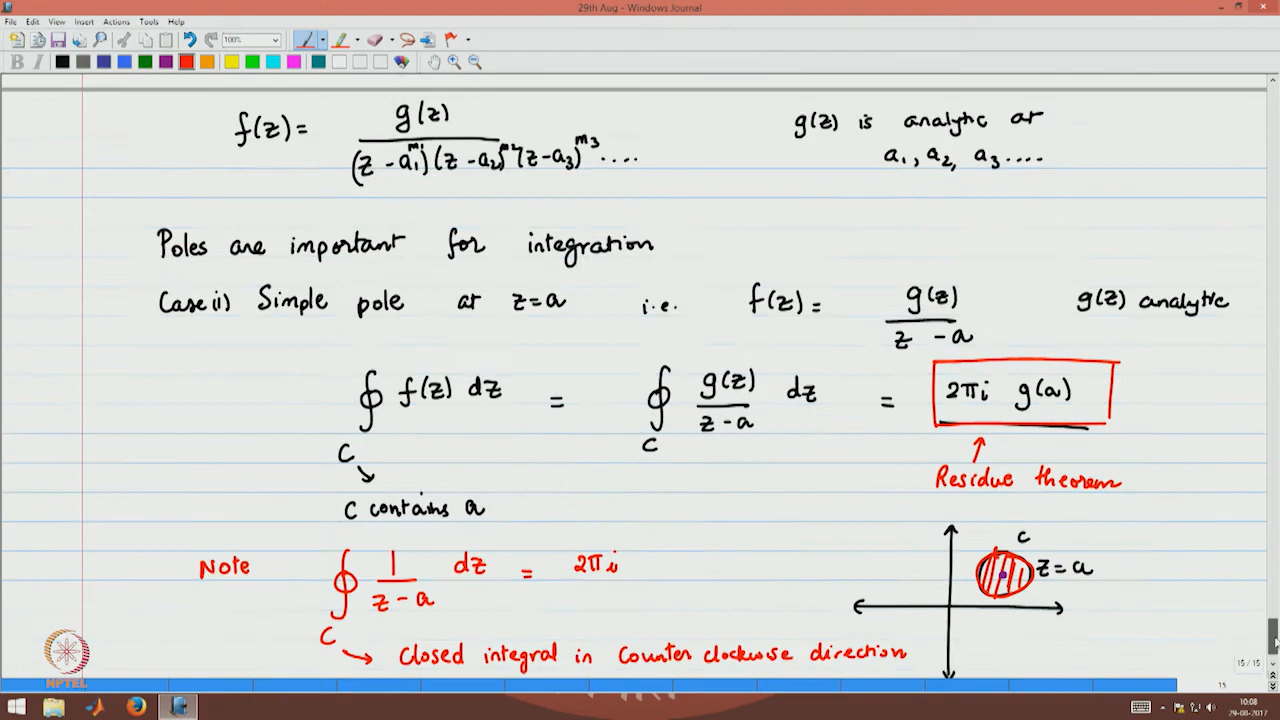 29th Aug - Windows Journal
File Edit View Insert Actions Tools Help
100%
B I
f(z) = g(z) / (z - a₁)^m₁ (z - a₂)^m₂ (z - a₃)^m₃ ....
g(z) is analytic at
a₁, a₂, a₃....
Poles are important for integration
Case ii) Simple pole at z = a i.e. f(z) = g(z) / z - a g(z) analytic
∮ f(z) dz = ∮ g(z) / z - a dz = 2πi g(a)
C C
C contains a
Residue theorem
C
z = a
Note ∮ 1 / z - a dz = 2πi
C
Closed integral in Counter clockwise direction
NPTEL
15 / 15
15
10:08
29-08-2017